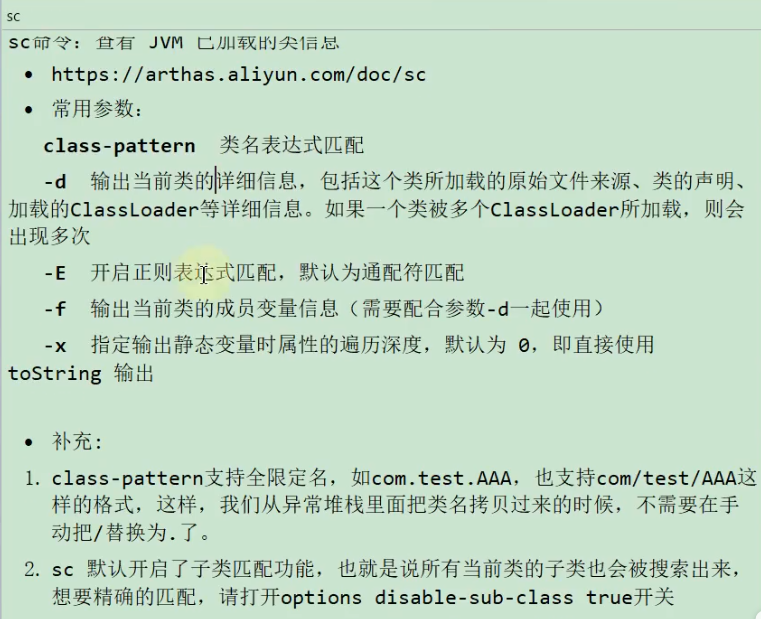 sc
sc命令：查看 JVM 已加载的类信息
• https://arthas.aliyun.com/doc/sc
• 常用参数：
class-pattern 类名表达式匹配
-d 输出当前类的详细信息，包括这个类所加载的原始文件来源、类的声明、
加载的ClassLoader等详细信息。如果一个类被多个ClassLoader所加载，则会
出现多次
-E 开启正则表达式匹配，默认为通配符匹配
-f 输出当前类的成员变量信息（需要配合参数-d一起使用）
-x 指定输出静态变量时属性的遍历深度，默认为 0，即直接使用
toString 输出
• 补充：
1. class-pattern支持全限定名，如com.test.AAA，也支持com/test/AAA这
样的格式，这样，我们从异常堆栈里面把类名拷贝过来的时候，不需要在手
动把/替换为.了。
2. sc 默认开启了子类匹配功能，也就是说所有当前类的子类也会被搜索出来，
想要精确的匹配，请打开options disable-sub-class true开关